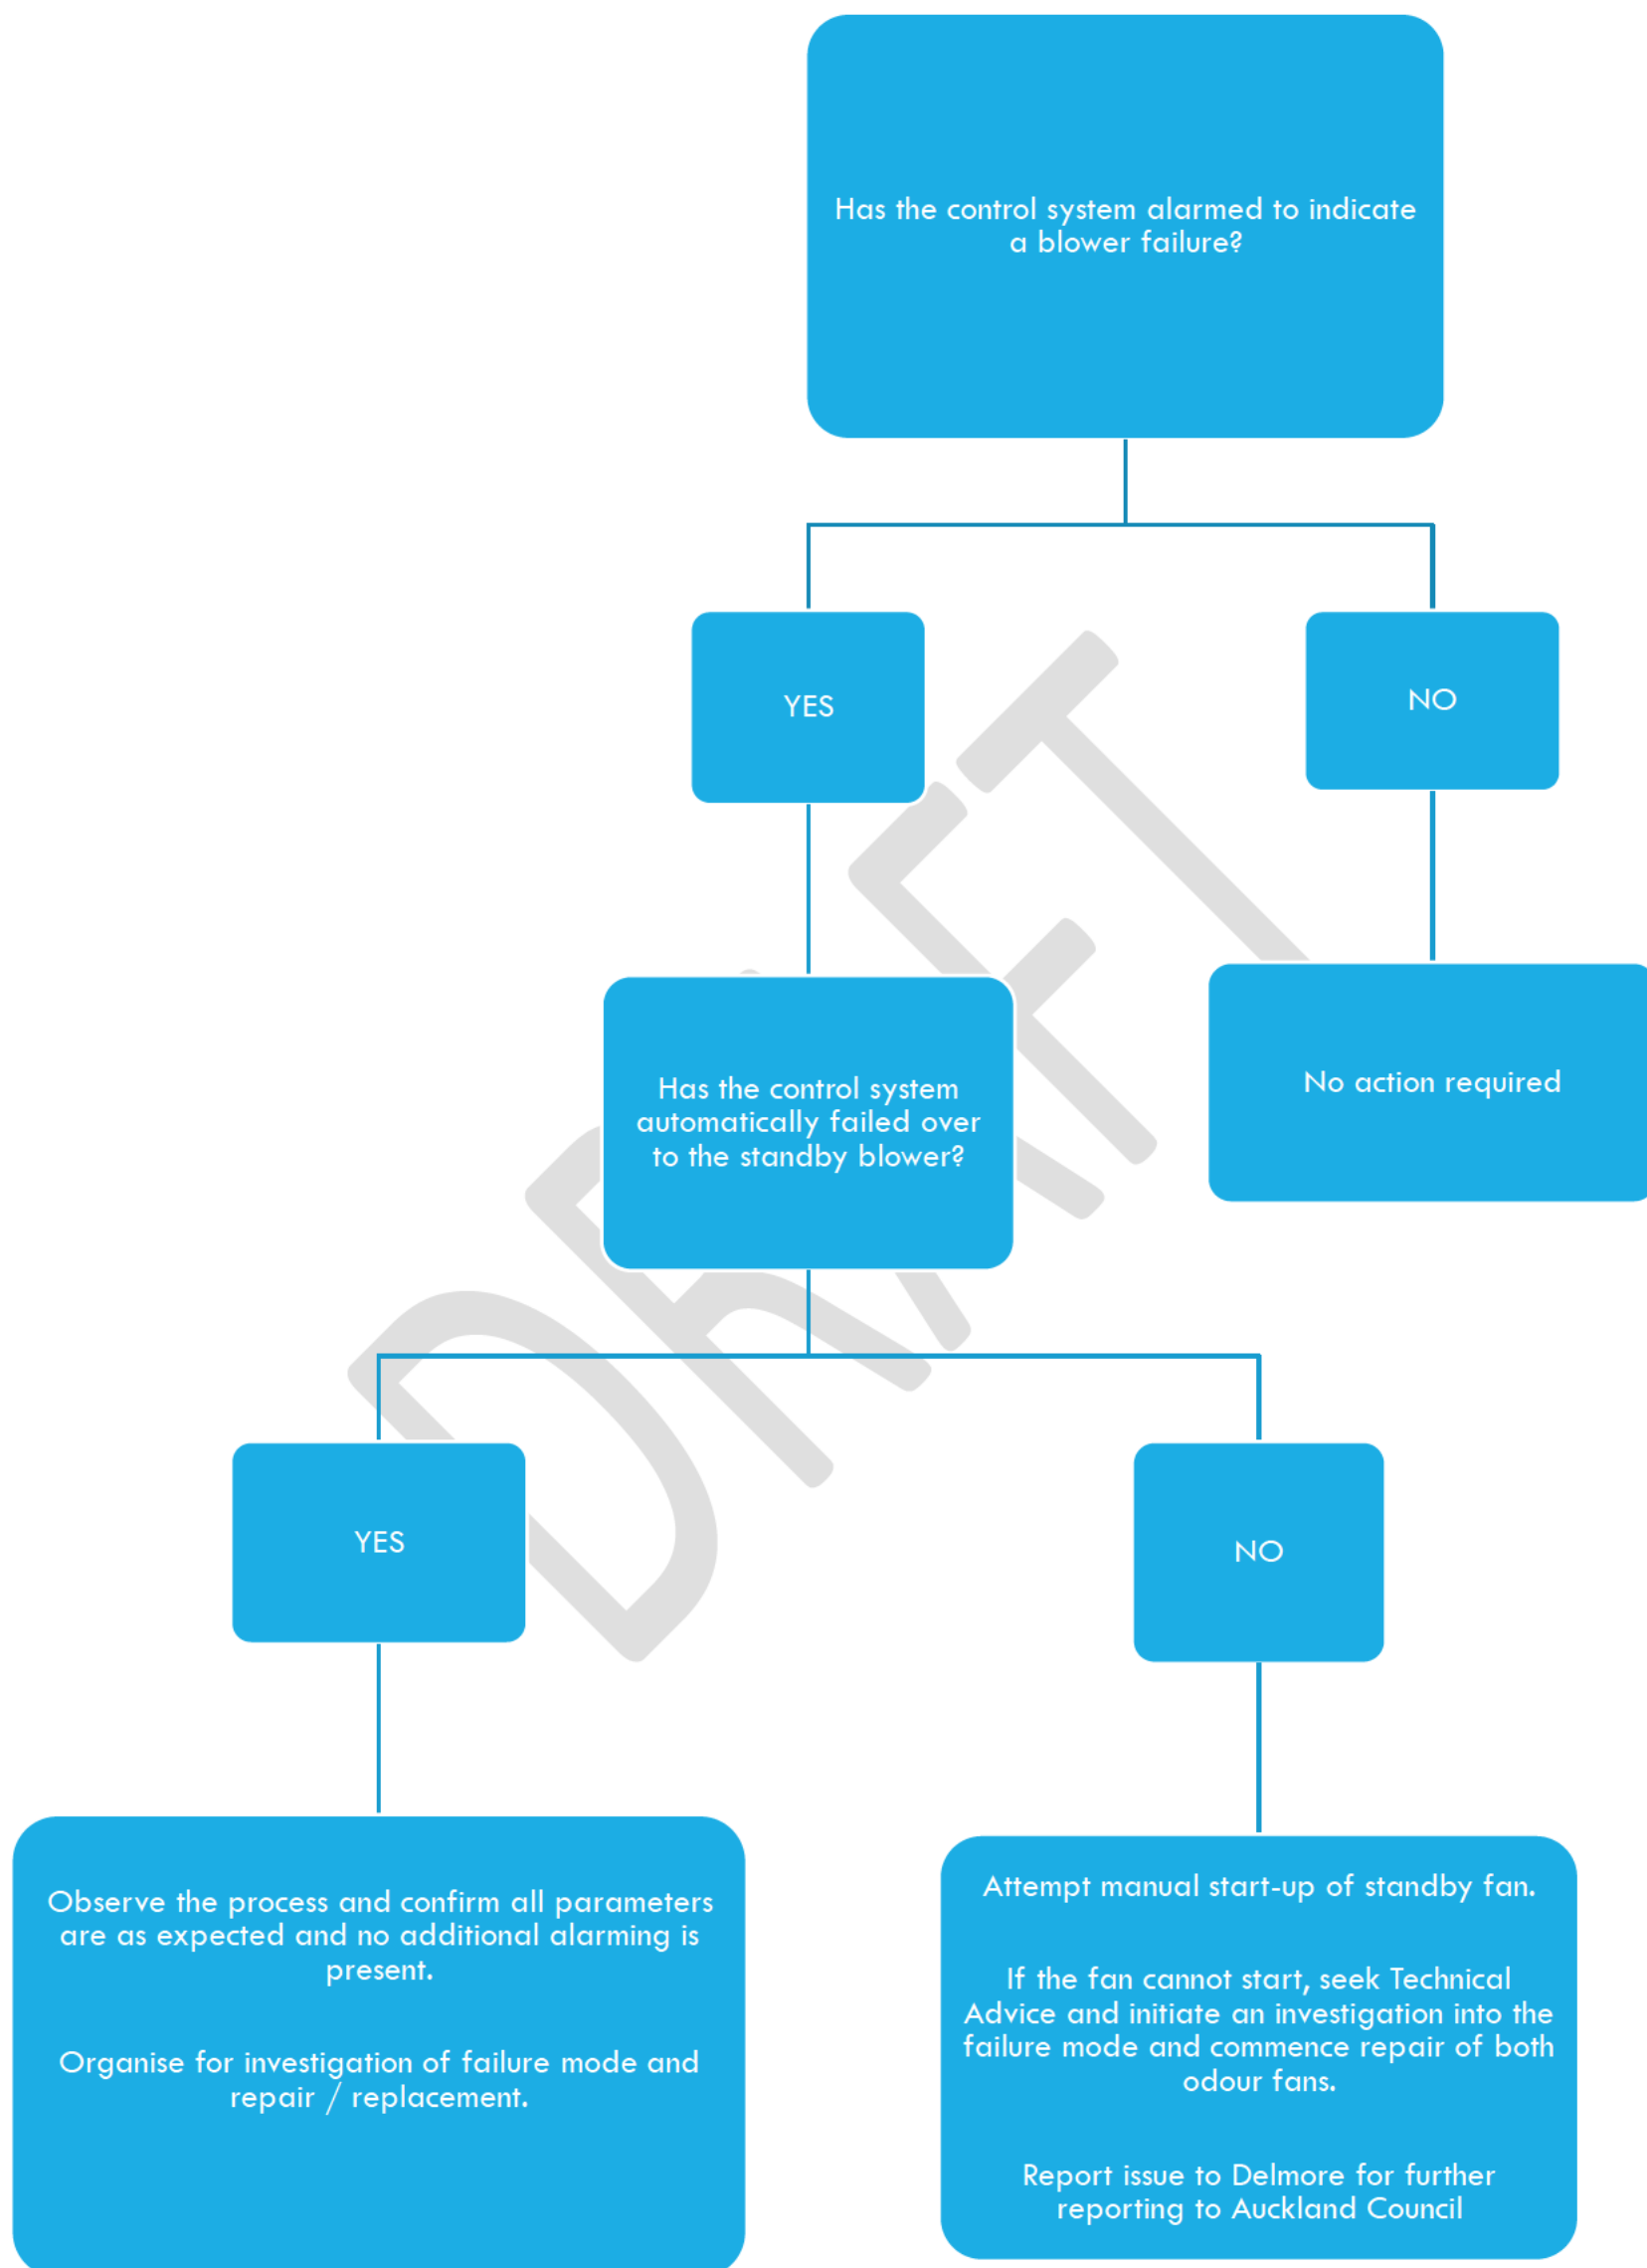 Has the control system alarmed to indicate
a blower failure?
YES
NO
Has the control system
automatically failed over
to the standby blower?
No action required
YES
NO
Observe the process and confirm all parameters
are as expected and no additional alarming is
present.
Organise for investigation of failure mode and
repair / replacement.
Attempt manual start-up of standby fan.
If the fan cannot start, seek Technical
Advice and initiate an investigation into the
failure mode and commence repair of both
odour fans.
Report issue to Delmore for further
reporting to Auckland Council
DRAFT